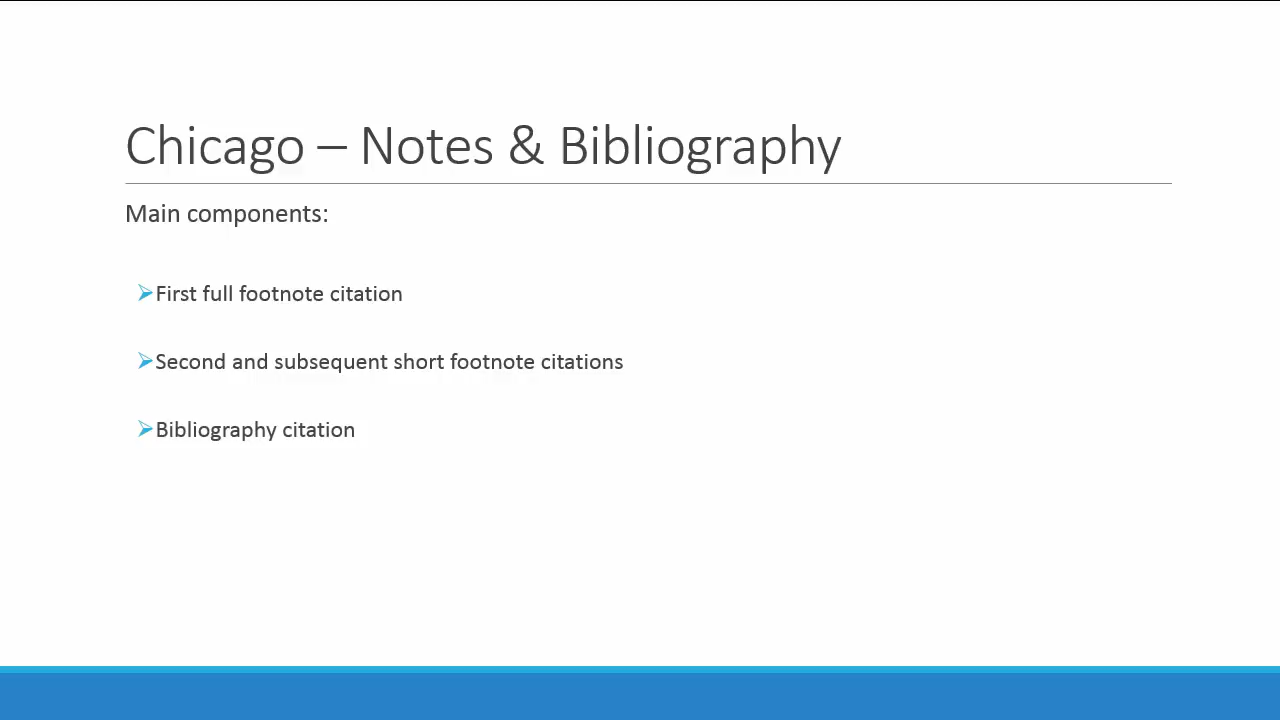 Chicago – Notes & Bibliography
Main components:
First full footnote citation
Second and subsequent short footnote citations
Bibliography citation